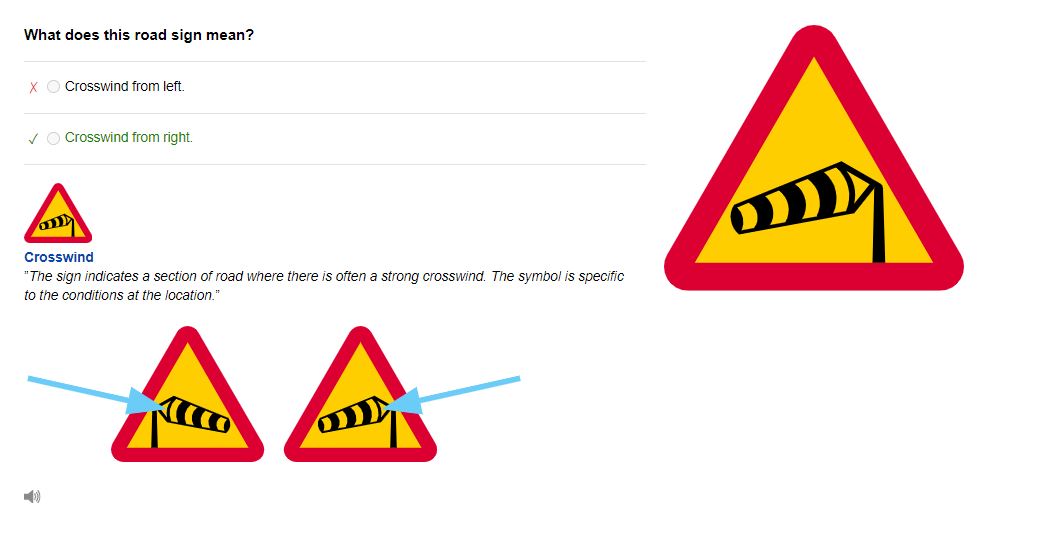 What does this road sign mean?
Crosswind from left.
Crosswind from right.
Crosswind
"The sign indicates a section of road where there is often a strong crosswind. The symbol is specific
to the conditions at the location."